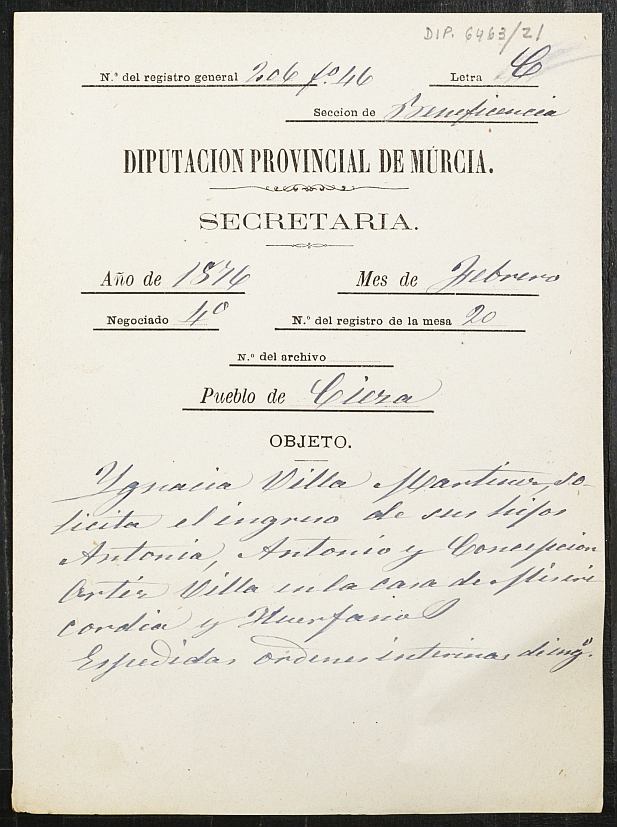 DIP. 6463/21
N.º del registro general 206 fº 46 Letra C
Seccion de Beneficencia
DIPUTACION PROVINCIAL DE MÚRCIA.
SECRETARIA.
Año de 1876 Mes de Febrero
Negociado 4º N.º del registro de la mesa 20
N.º del archivo
Pueblo de Cieza
OBJETO.
Ygnacia Villa Martinez so-
licita el ingreso de sus hijos
Antonia, Antonio y Concepcion
Ortiz Villa en la casa de Miseri
cordia y Huerfanos
Espedidas ordenes interinas de ingº.